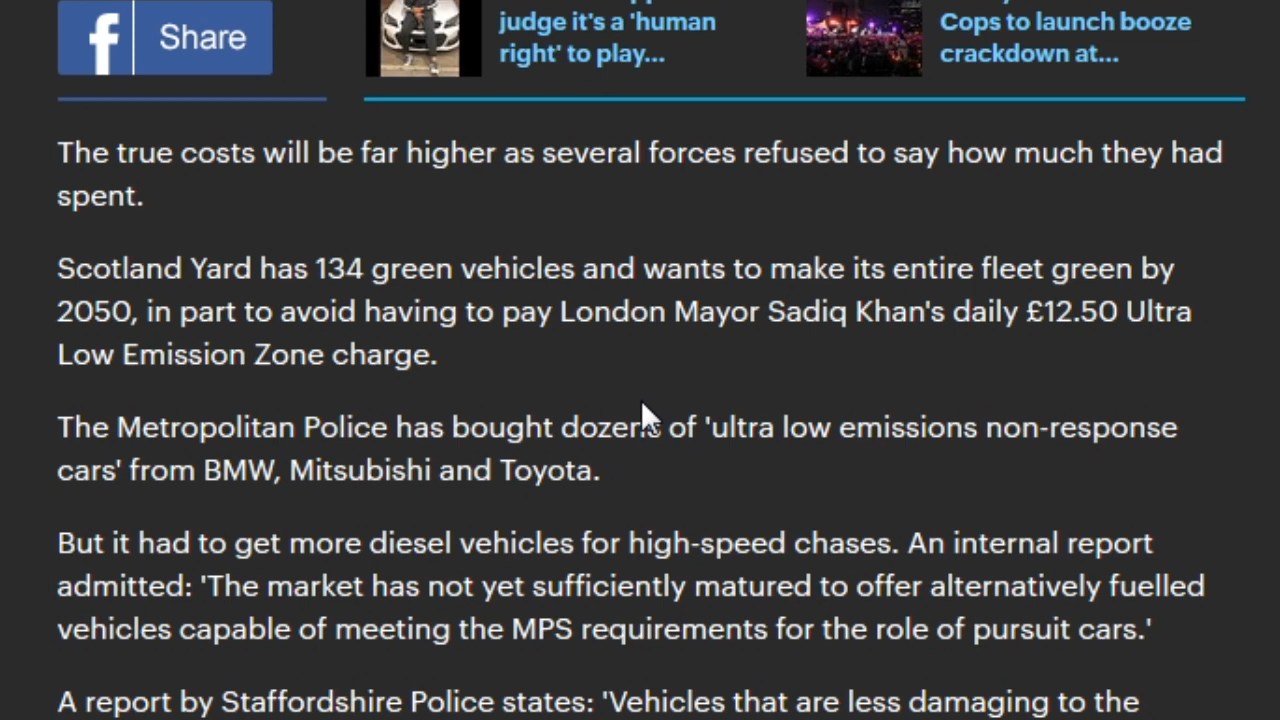 f Share
judge it's a 'human
right' to play...
Cops to launch booze
crackdown at...
The true costs will be far higher as several forces refused to say how much they had
spent.
Scotland Yard has 134 green vehicles and wants to make its entire fleet green by
2050, in part to avoid having to pay London Mayor Sadiq Khan's daily £12.50 Ultra
Low Emission Zone charge.
The Metropolitan Police has bought dozens of 'ultra low emissions non-response
cars' from BMW, Mitsubishi and Toyota.
But it had to get more diesel vehicles for high-speed chases. An internal report
admitted: 'The market has not yet sufficiently matured to offer alternatively fuelled
vehicles capable of meeting the MPS requirements for the role of pursuit cars.'
A report by Staffordshire Police states: 'Vehicles that are less damaging to the